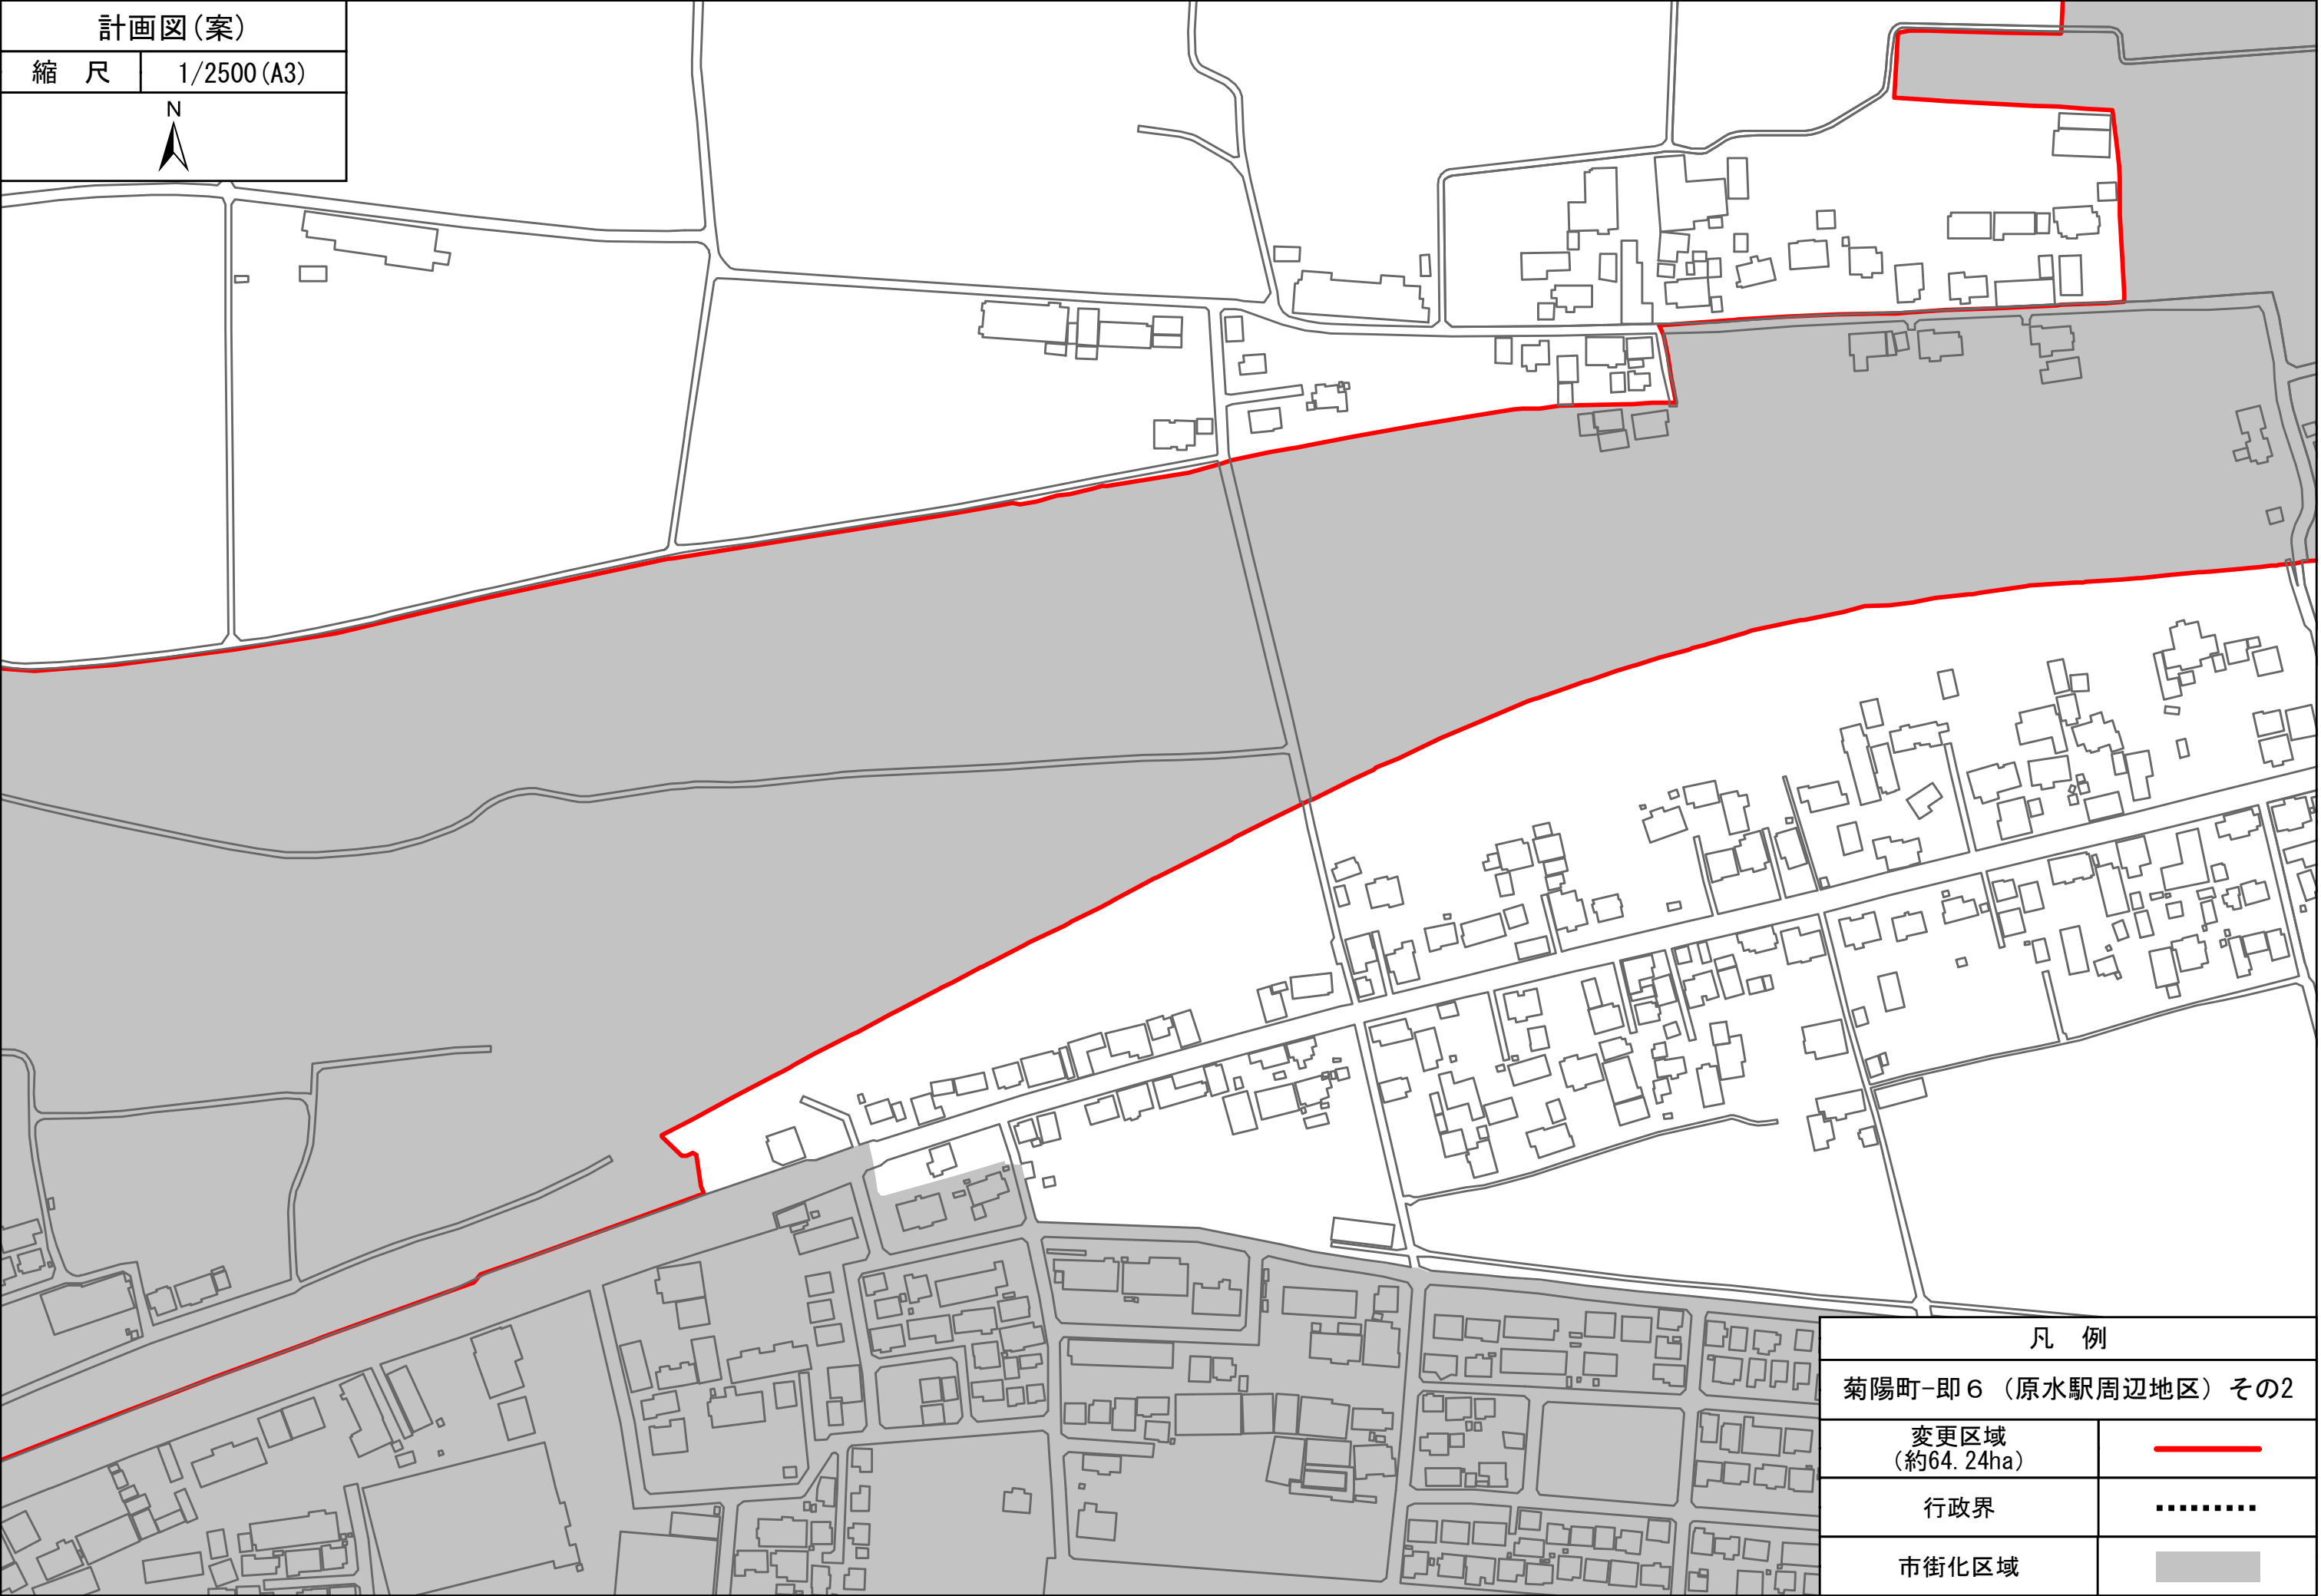 計画図(案)
縮 尺 1/2500(A3)
N
凡 例
菊陽町-即6（原水駅周辺地区）その2
変更区域
（約64.24ha）
行政界
市街化区域